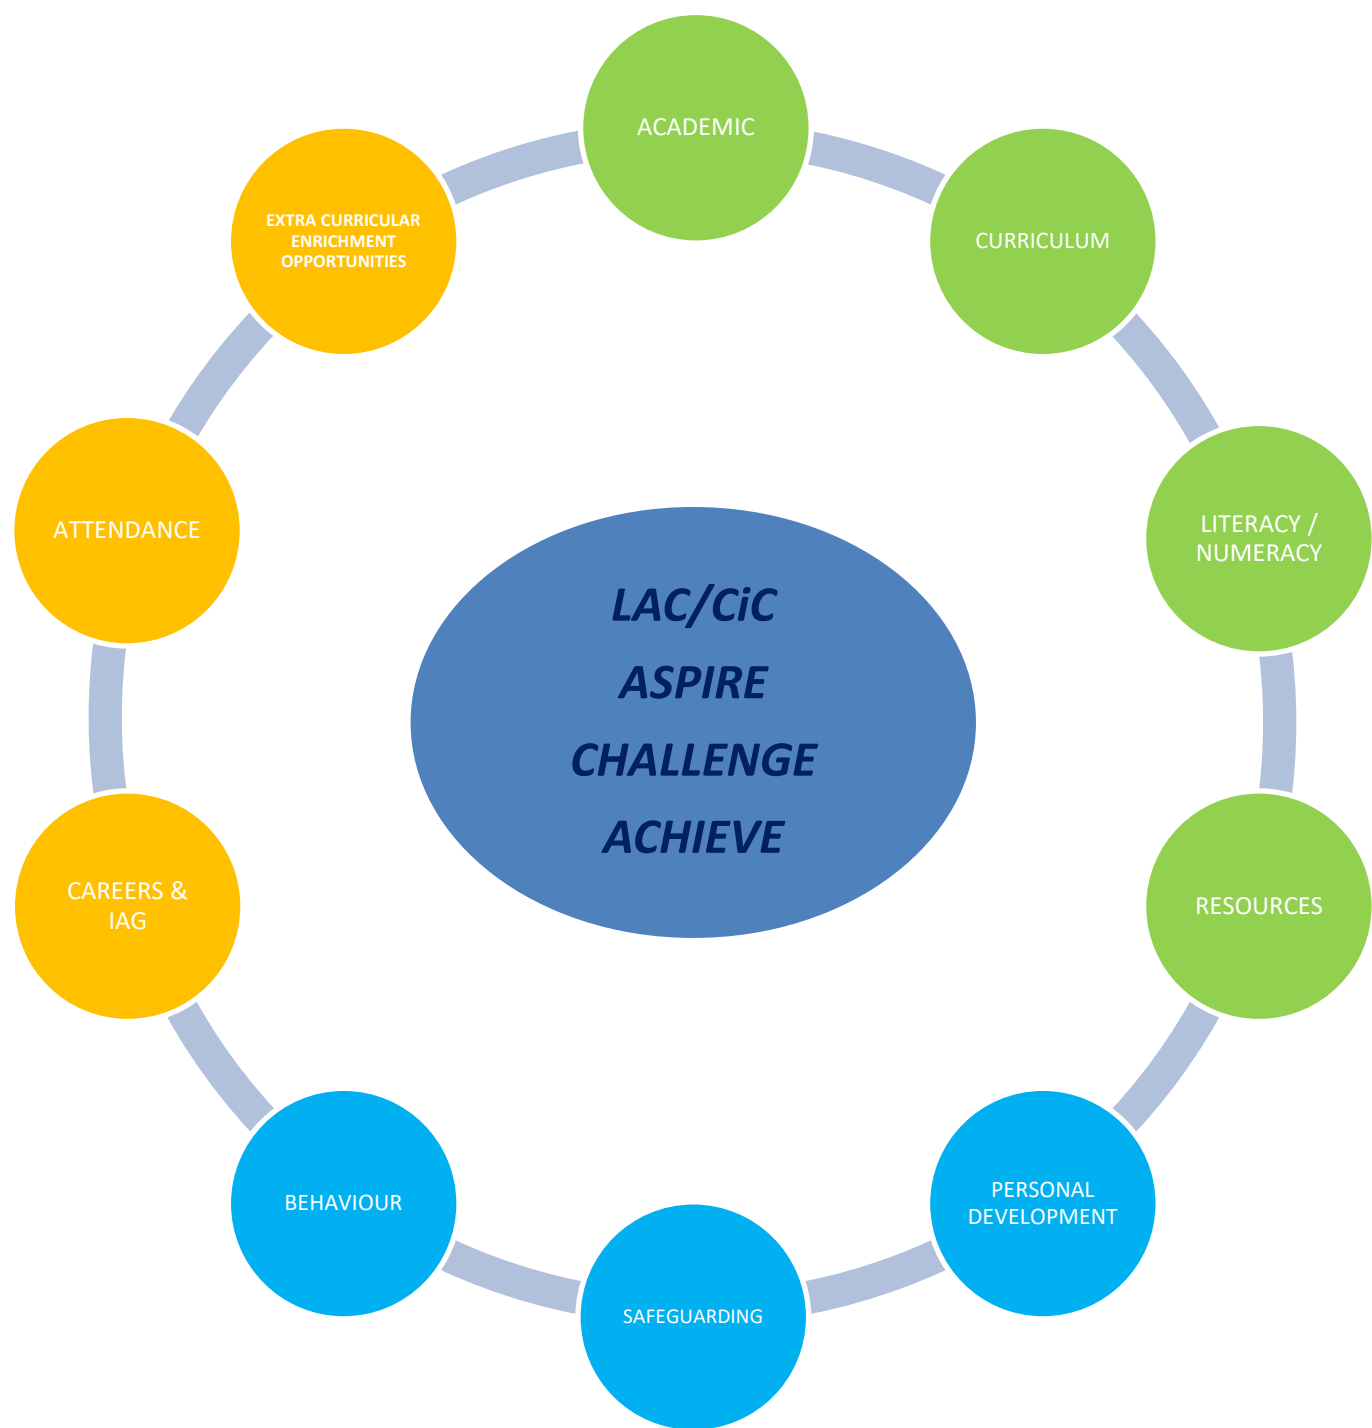 ACADEMIC
CURRICULUM
LITERACY /
NUMERACY
RESOURCES
PERSONAL
DEVELOPMENT
SAFEGUARDING
BEHAVIOUR
CAREERS &
IAG
ATTENDANCE
EXTRA CURRICULAR
ENRICHMENT
OPPORTUNITIES
LAC/CiC
ASPIRE
CHALLENGE
ACHIEVE